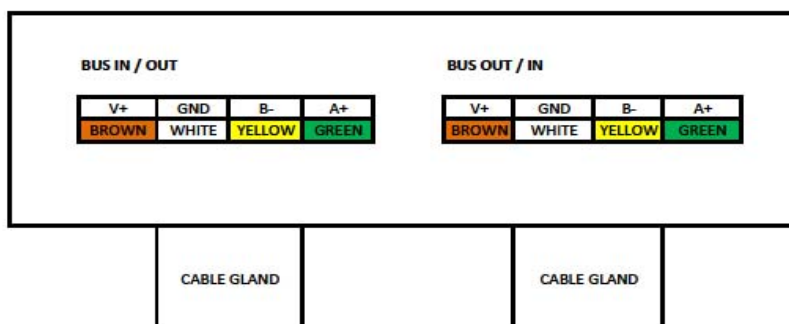 BUS IN / OUT BUS OUT / IN
V+ GND B- A+ V+ GND B- A+
BROWN WHITE YELLOW GREEN BROWN WHITE YELLOW GREEN
CABLE GLAND CABLE GLAND